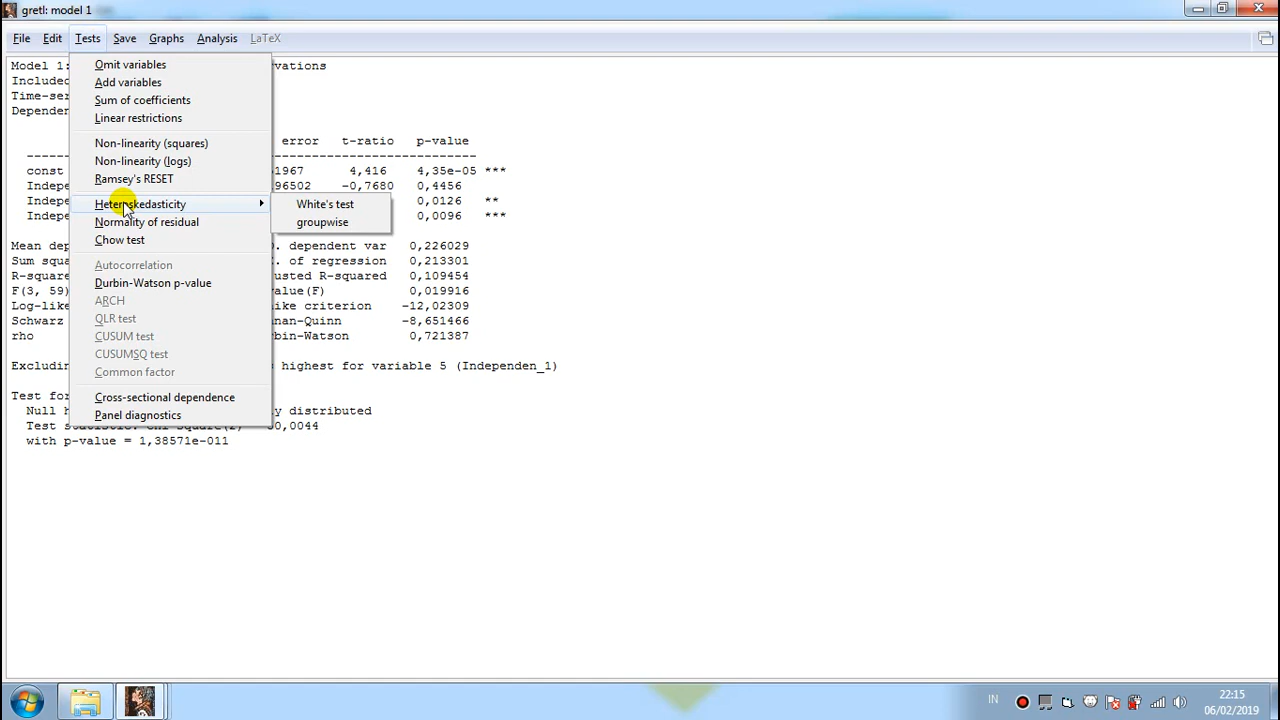 gretl: model 1
File Edit Tests Save Graphs Analysis LaTeX
Omit variables
Add variables
Sum of coefficients
Linear restrictions
Non-linearity (squares)
Non-linearity (logs)
Ramsey's RESET
Heteroskedasticity
Normality of residual
Chow test
Autocorrelation
Durbin-Watson p-value
ARCH
QLR test
CUSUM test
CUSUMSQ test
Common factor
Cross-sectional dependence
Panel diagnostics
White's test
groupwise
Model 1: vations
Included
Time-ser
Dependen
error t-ratio p-value
const 1967 4,416 4,35e-05 ***
Indepe 96502 -0,7680 0,4456
Indepe 0,0126 **
Indepe 0,0096 ***
Mean dep . dependent var 0,226029
Sum squa . of regression 0,213301
R-square usted R-squared 0,109454
F(3, 59) alue(F) 0,019916
Log-like ike criterion -12,02309
Schwarz nan-Quinn -8,651466
rho bin-Watson 0,721387
Excludin highest for variable 5 (Independen_1)
Test for
Null h y distributed
Test statistic: Chi-square(2) 0,0044
with p-value = 1,38571e-011
IN
22:15
06/02/2019